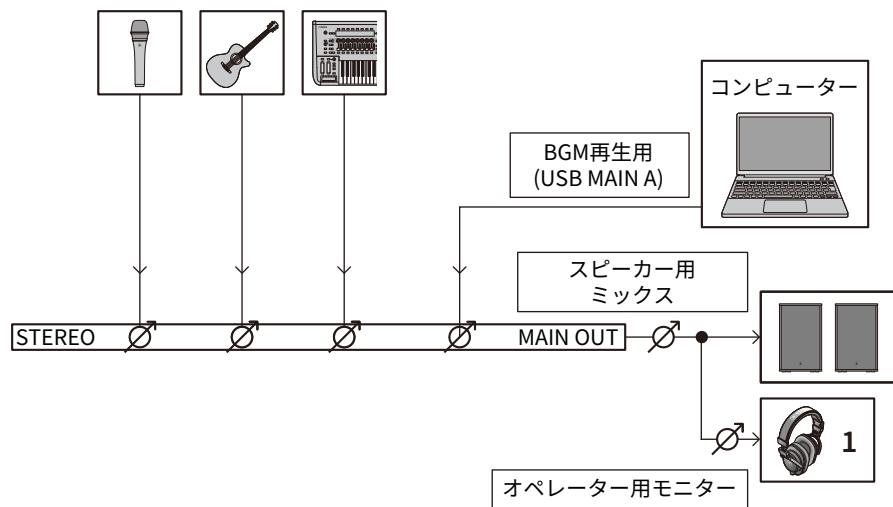 コンピューター
BGM再生用
(USB MAIN A)
スピーカー用
ミックス
STEREO
MAIN OUT
1
オペレーター用モニター